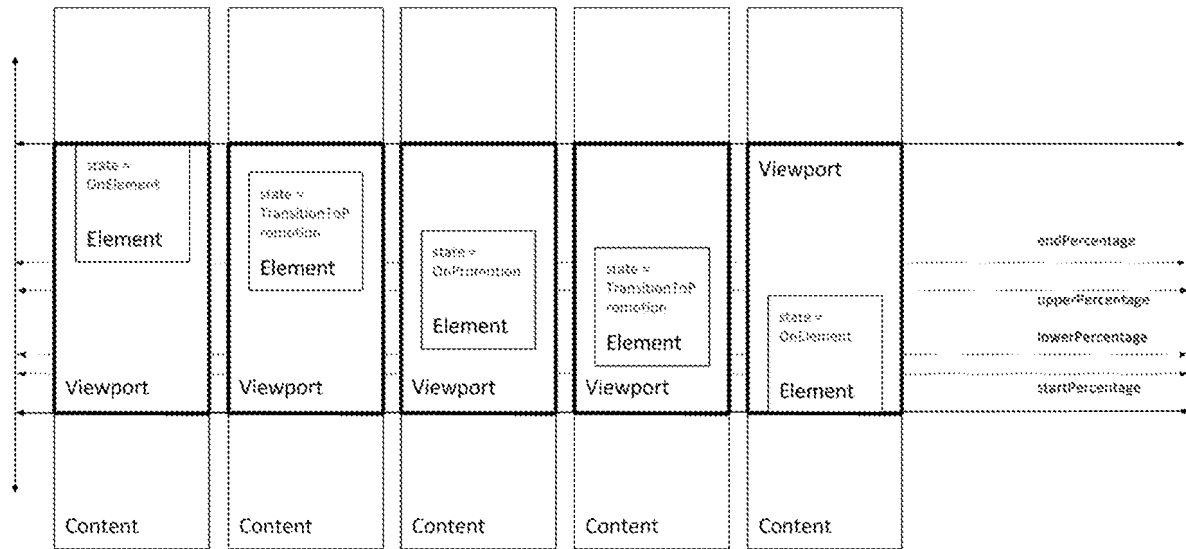 state =
OnElement
Element
Viewport
Content
state =
TransitionToP
romotion
Element
Viewport
Content
state =
OnPromotion
Element
Viewport
Content
state =
TransitionToP
romotion
Element
Viewport
Content
Viewport
state =
OnElement
Element
Content
endPercentage
upperPercentage
lowerPercentage
startPercentage